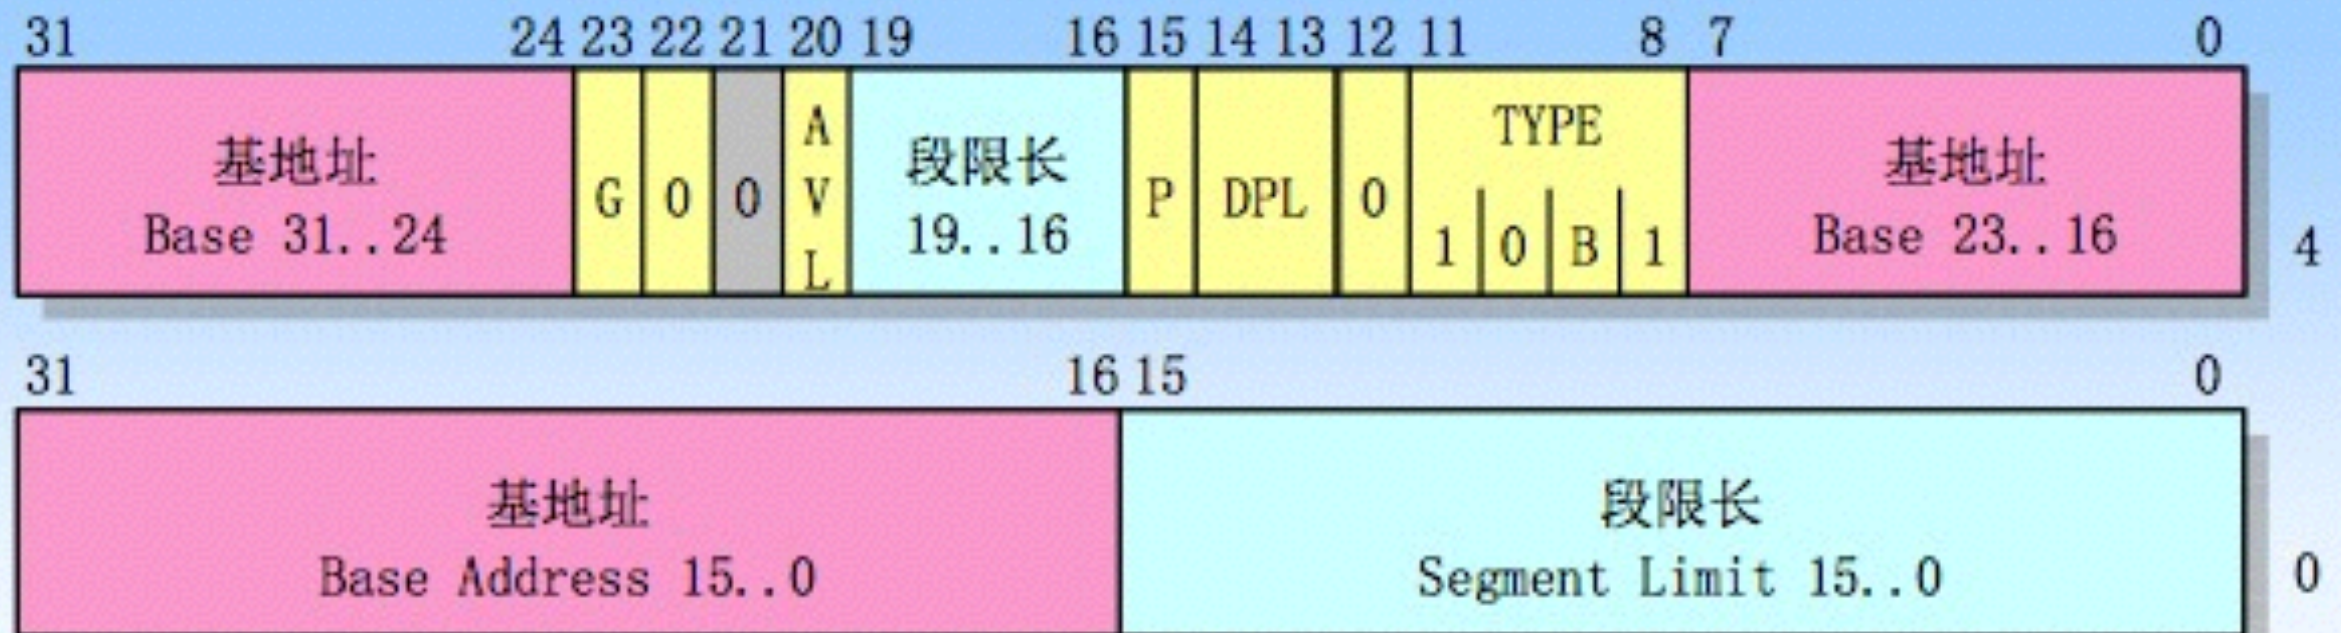 31 24 23 22 21 20 19 16 15 14 13 12 11 8 7 0
基地址 Base 31..24
G
0
0
AVL
段限长 19..16
P
DPL
0
TYPE
1 0 B 1
基地址 Base 23..16
4
31 16 15 0
基地址
Base Address 15..0
段限长
Segment Limit 15..0
0